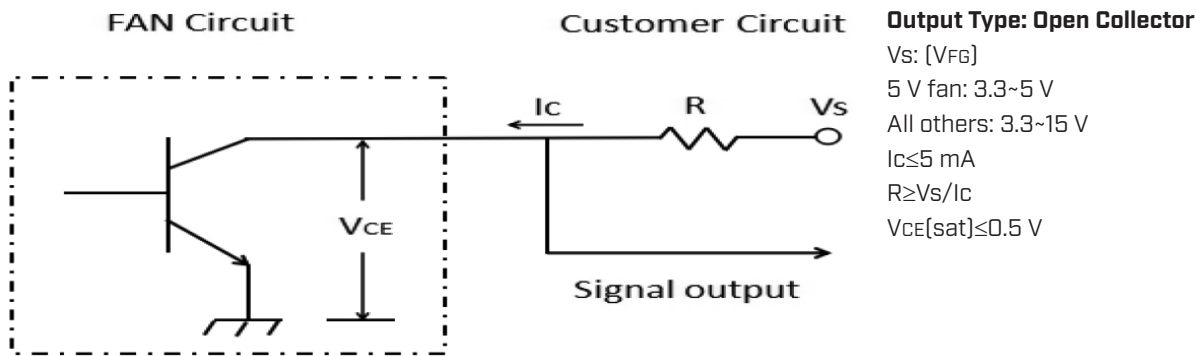 FAN Circuit
Customer Circuit
Ic
R
Vs
VCE
Signal output
Output Type: Open Collector
Vs: (VFG)
5 V fan: 3.3~5 V
All others: 3.3~15 V
Ic≤5 mA
R≥Vs/Ic
VCE(sat)≤0.5 V